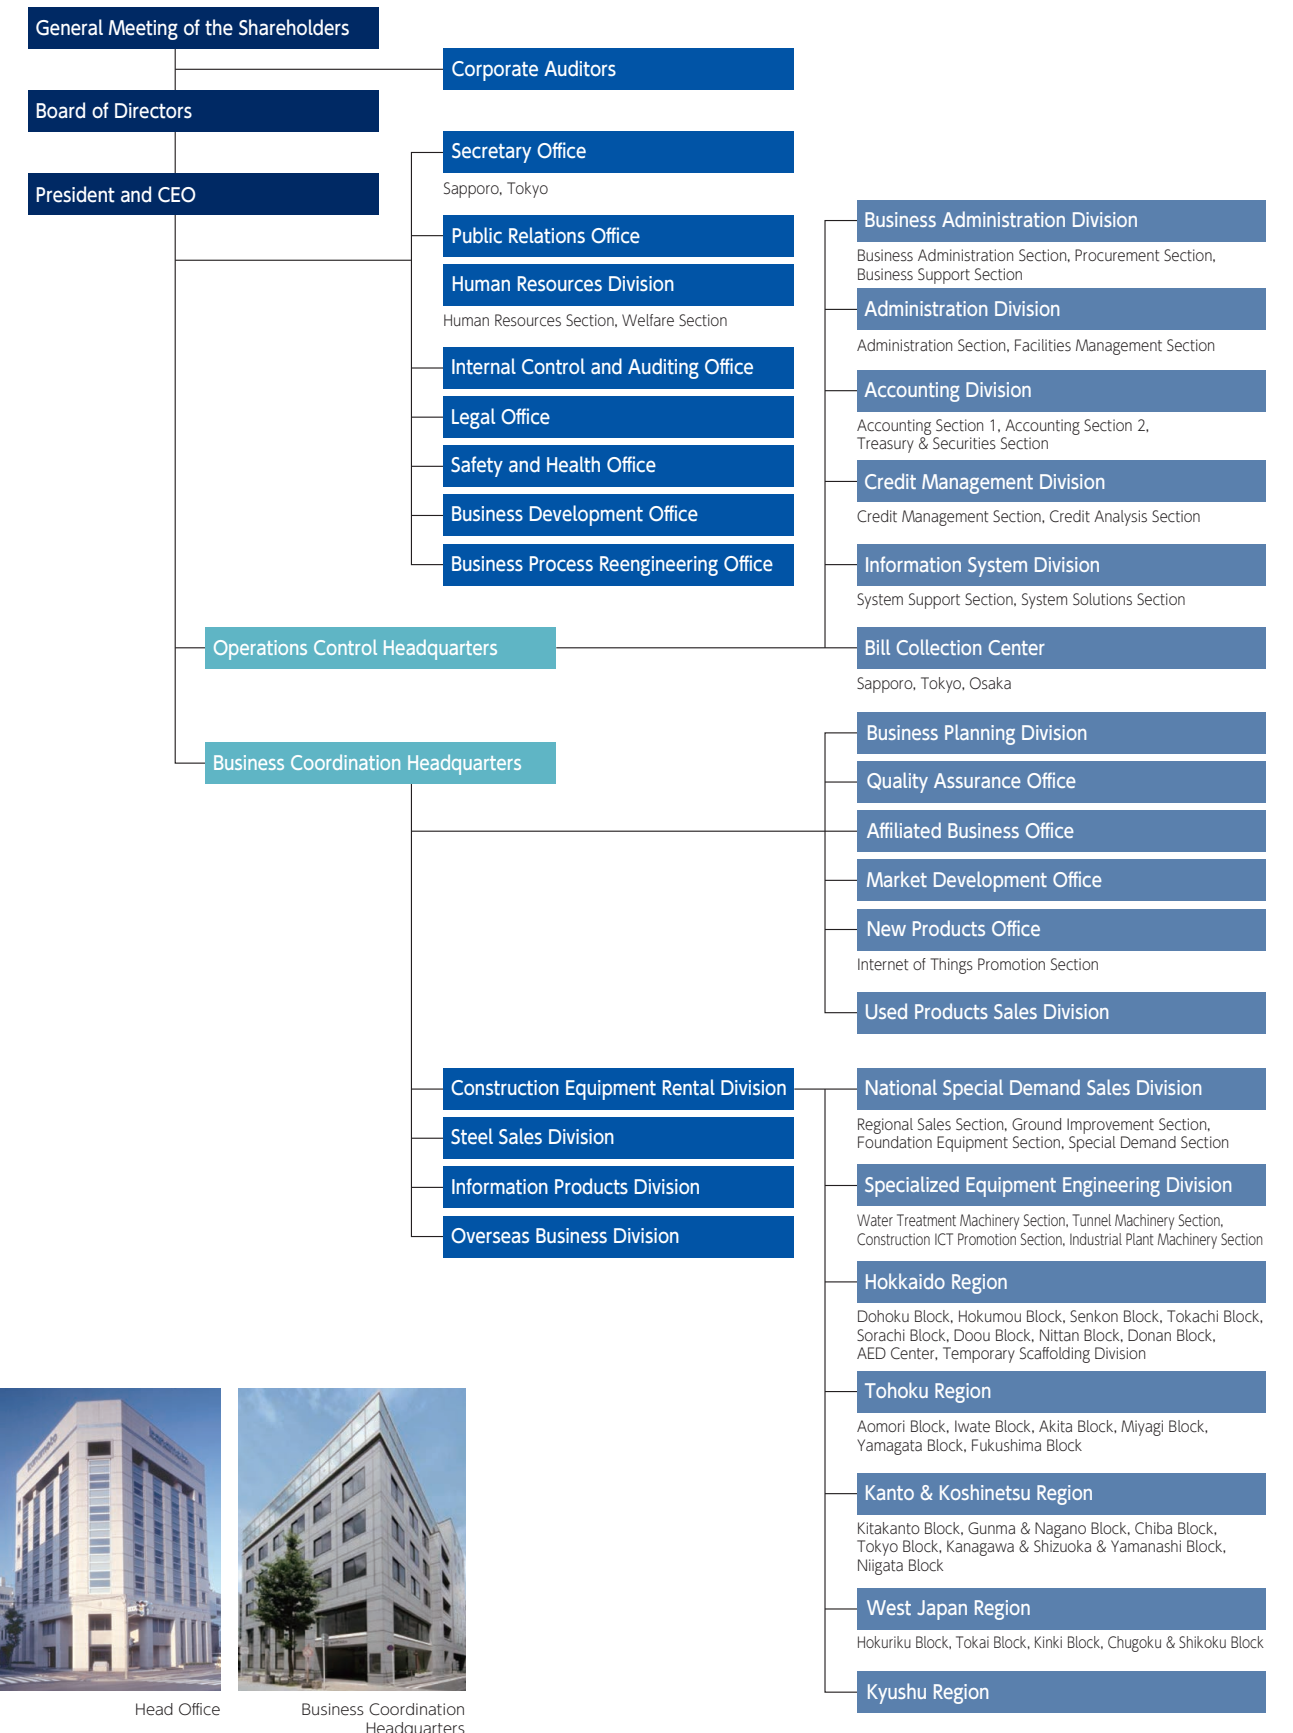 General Meeting of the Shareholders
Corporate Auditors
Board of Directors
President and CEO
Secretary Office
Sapporo, Tokyo
Public Relations Office
Human Resources Division
Human Resources Section, Welfare Section
Internal Control and Auditing Office
Legal Office
Safety and Health Office
Business Development Office
Business Process Reengineering Office
Operations Control Headquarters
Business Administration Division
Business Administration Section, Procurement Section,
Business Support Section
Administration Division
Administration Section, Facilities Management Section
Accounting Division
Accounting Section 1, Accounting Section 2,
Treasury & Securities Section
Credit Management Division
Credit Management Section, Credit Analysis Section
Information System Division
System Support Section, System Solutions Section
Bill Collection Center
Sapporo, Tokyo, Osaka
Business Coordination Headquarters
Business Planning Division
Quality Assurance Office
Affiliated Business Office
Market Development Office
New Products Office
Internet of Things Promotion Section
Used Products Sales Division
Construction Equipment Rental Division
Steel Sales Division
Information Products Division
Overseas Business Division
National Special Demand Sales Division
Regional Sales Section, Ground Improvement Section,
Foundation Equipment Section, Special Demand Section
Specialized Equipment Engineering Division
Water Treatment Machinery Section, Tunnel Machinery Section,
Construction ICT Promotion Section, Industrial Plant Machinery Section
Hokkaido Region
Dohoku Block, Hokumou Block, Senkon Block, Tokachi Block,
Sorachi Block, Doou Block, Nittan Block, Donan Block,
AED Center, Temporary Scaffolding Division
Tohoku Region
Aomori Block, Iwate Block, Akita Block, Miyagi Block,
Yamagata Block, Fukushima Block
Kanto & Koshinetsu Region
Kitakanto Block, Gunma & Nagano Block, Chiba Block,
Tokyo Block, Kanagawa & Shizuoka & Yamanashi Block,
Niigata Block
West Japan Region
Hokuriku Block, Tokai Block, Kinki Block, Chugoku & Shikoku Block
Kyushu Region
Head Office
Business Coordination
Headquarters